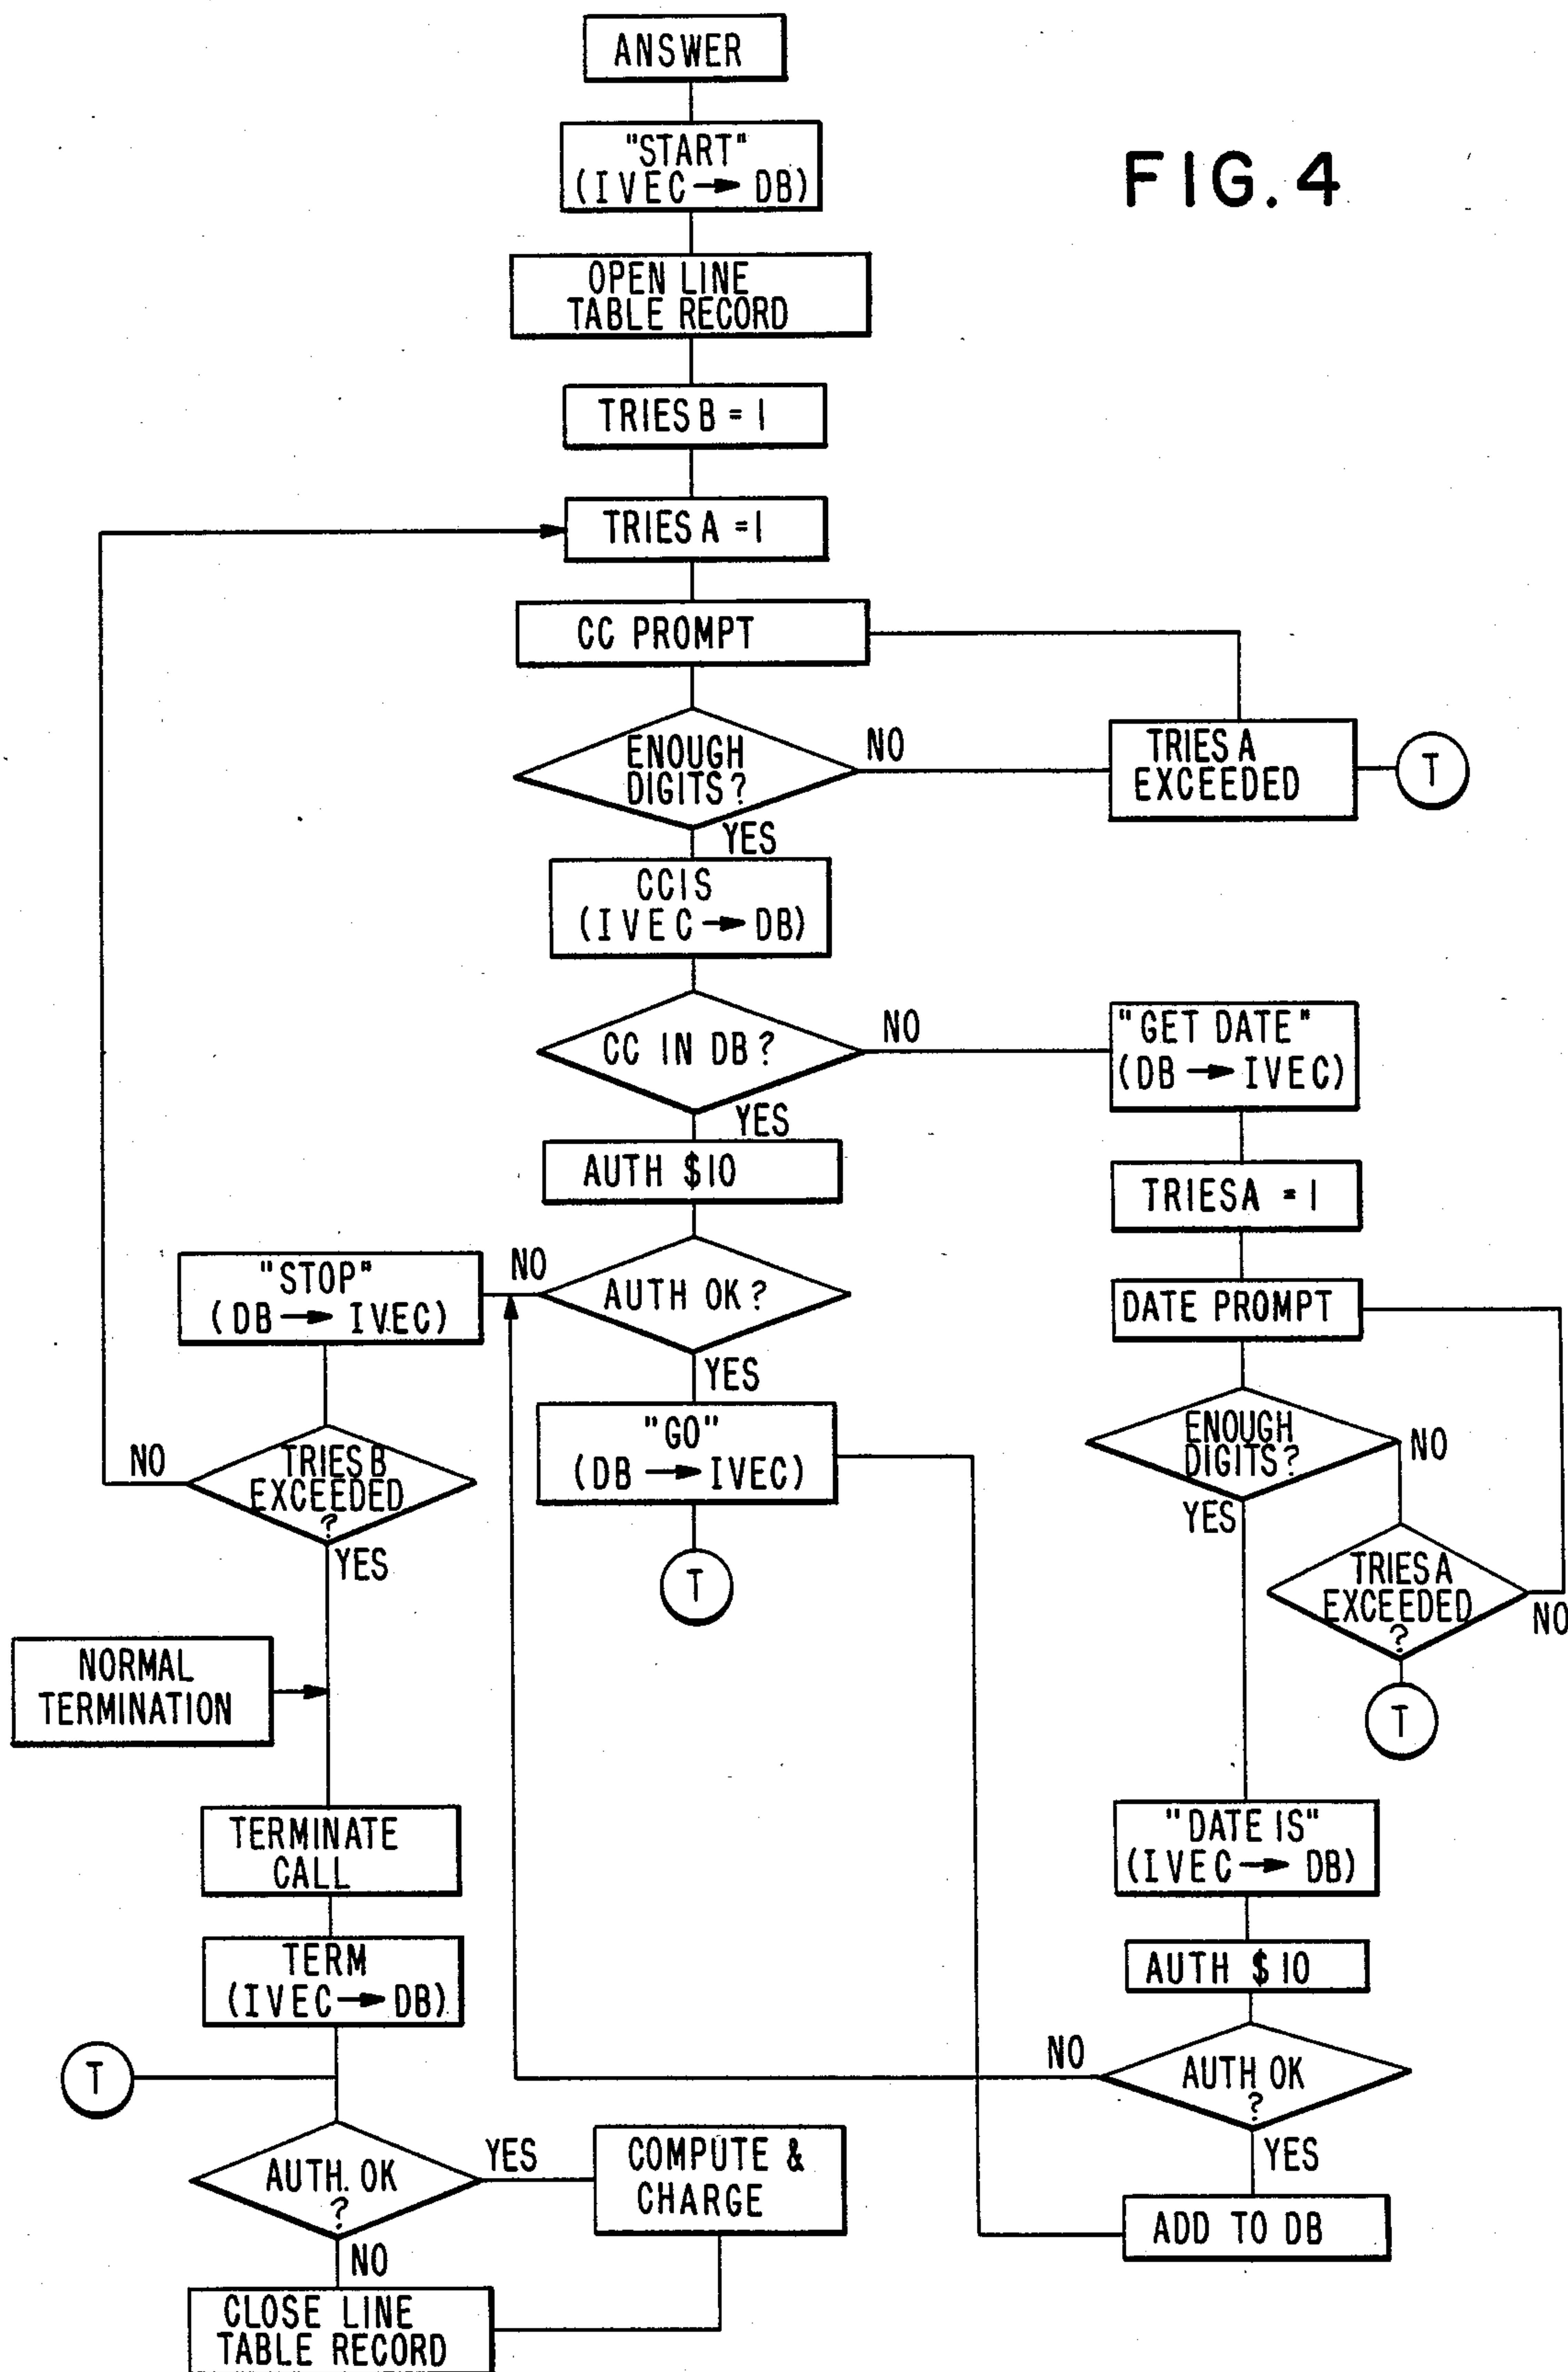 ANSWER
"START"
(IVEC → DB)
FIG. 4
OPEN LINE
TABLE RECORD
TRIES B = 1
TRIES A = 1
CC PROMPT
ENOUGH
DIGITS?
NO
YES
TRIES A
EXCEEDED
T
CCIS
(IVEC → DB)
CC IN DB?
NO
YES
"GET DATE"
(DB → IVEC)
AUTH $10
TRIES A = 1
"STOP"
(DB → IVEC)
NO
AUTH OK?
YES
DATE PROMPT
"GO"
(DB → IVEC)
T
ENOUGH
DIGITS?
NO
YES
NO
TRIES B
EXCEEDED
?
YES
TRIES A
EXCEEDED
?
NO
T
NORMAL
TERMINATION
TERMINATE
CALL
"DATE IS"
(IVEC → DB)
TERM
(IVEC → DB)
AUTH $10
T
NO
AUTH OK
?
YES
AUTH. OK
?
YES
NO
COMPUTE &
CHARGE
ADD TO DB
CLOSE LINE
TABLE RECORD